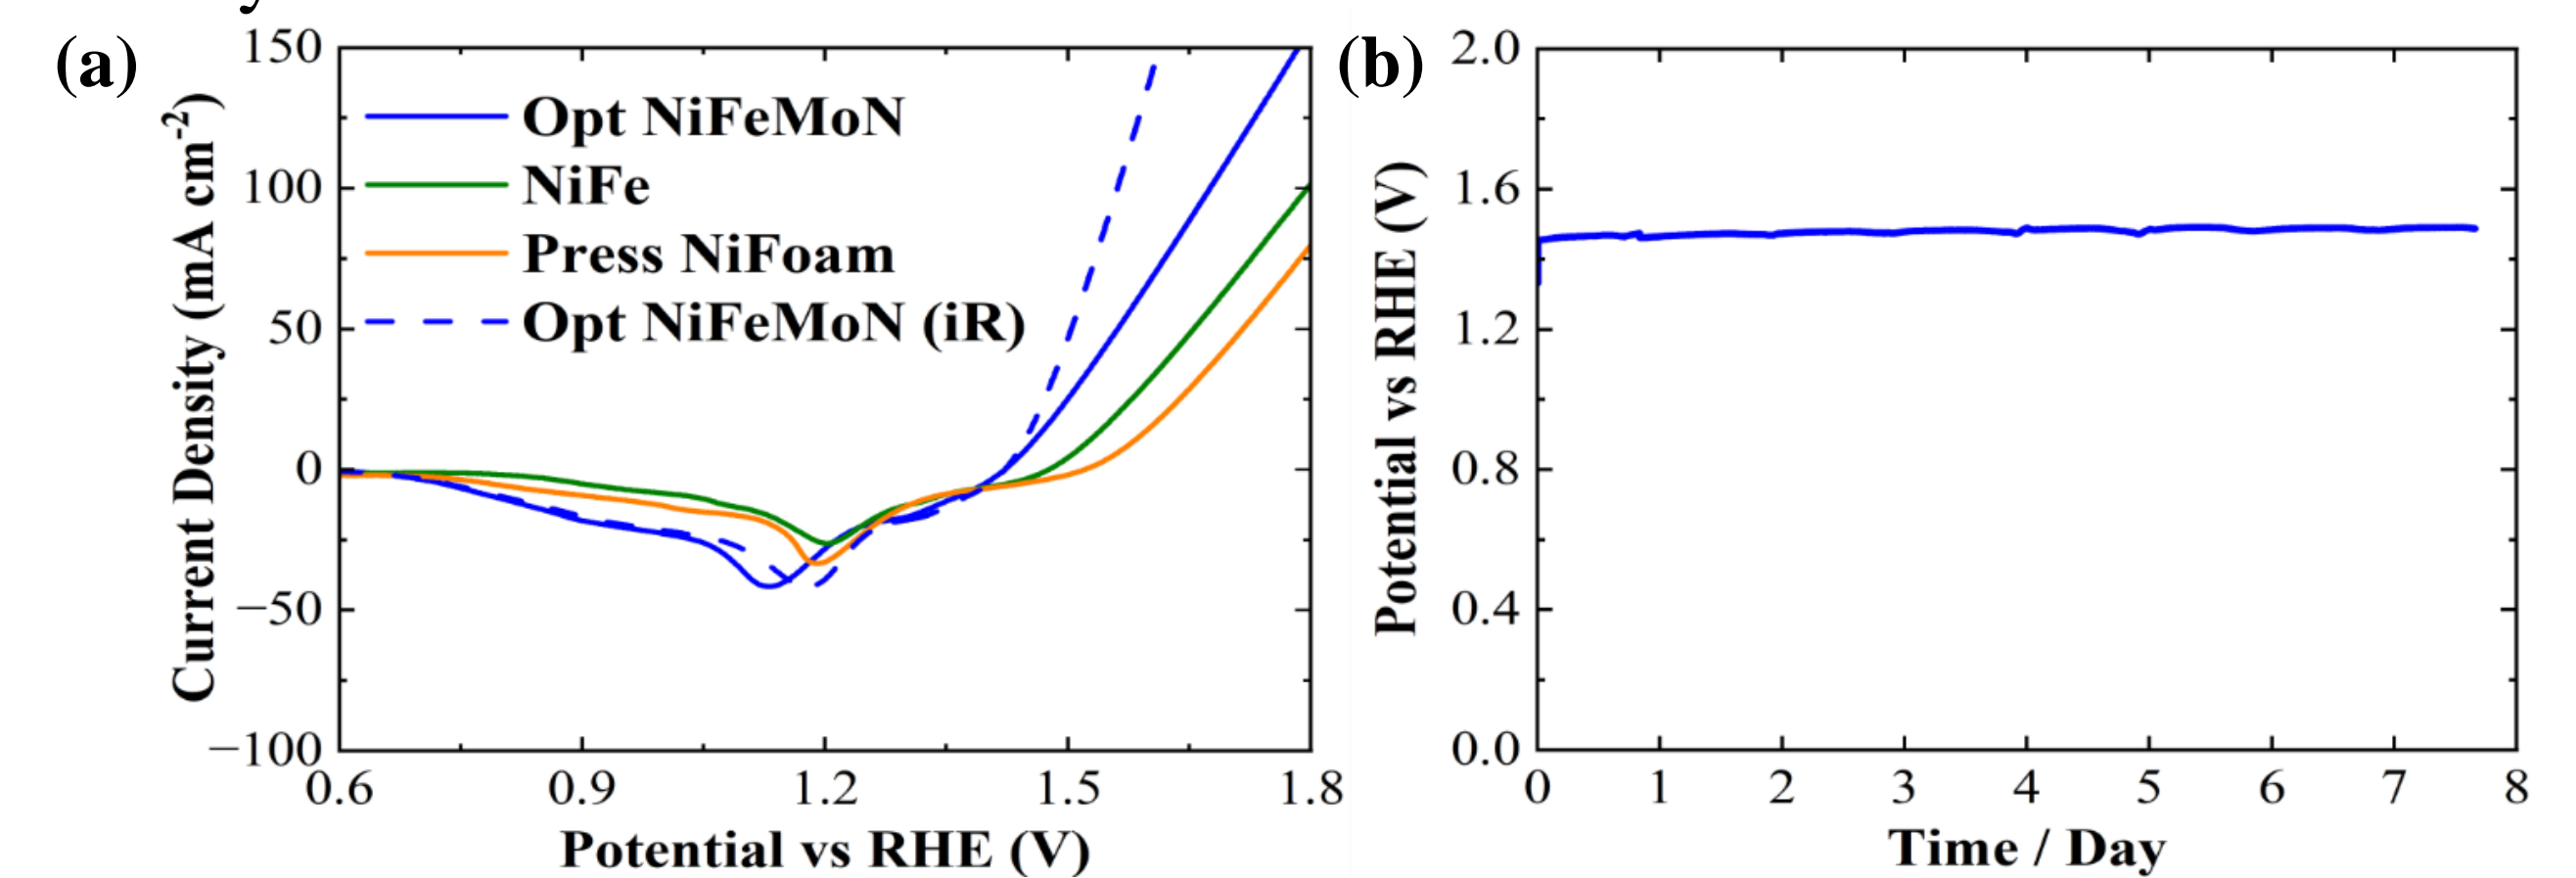 (a)
Current Density (mA cm-2)
150
100
50
0
−50
−100
Opt NiFeMoN
NiFe
Press NiFoam
Opt NiFeMoN (iR)
0.6 0.9 1.2 1.5 1.8
Potential vs RHE (V)
(b)
Potential vs RHE (V)
2.0
1.6
1.2
0.8
0.4
0.0
0 1 2 3 4 5 6 7 8
Time / Day